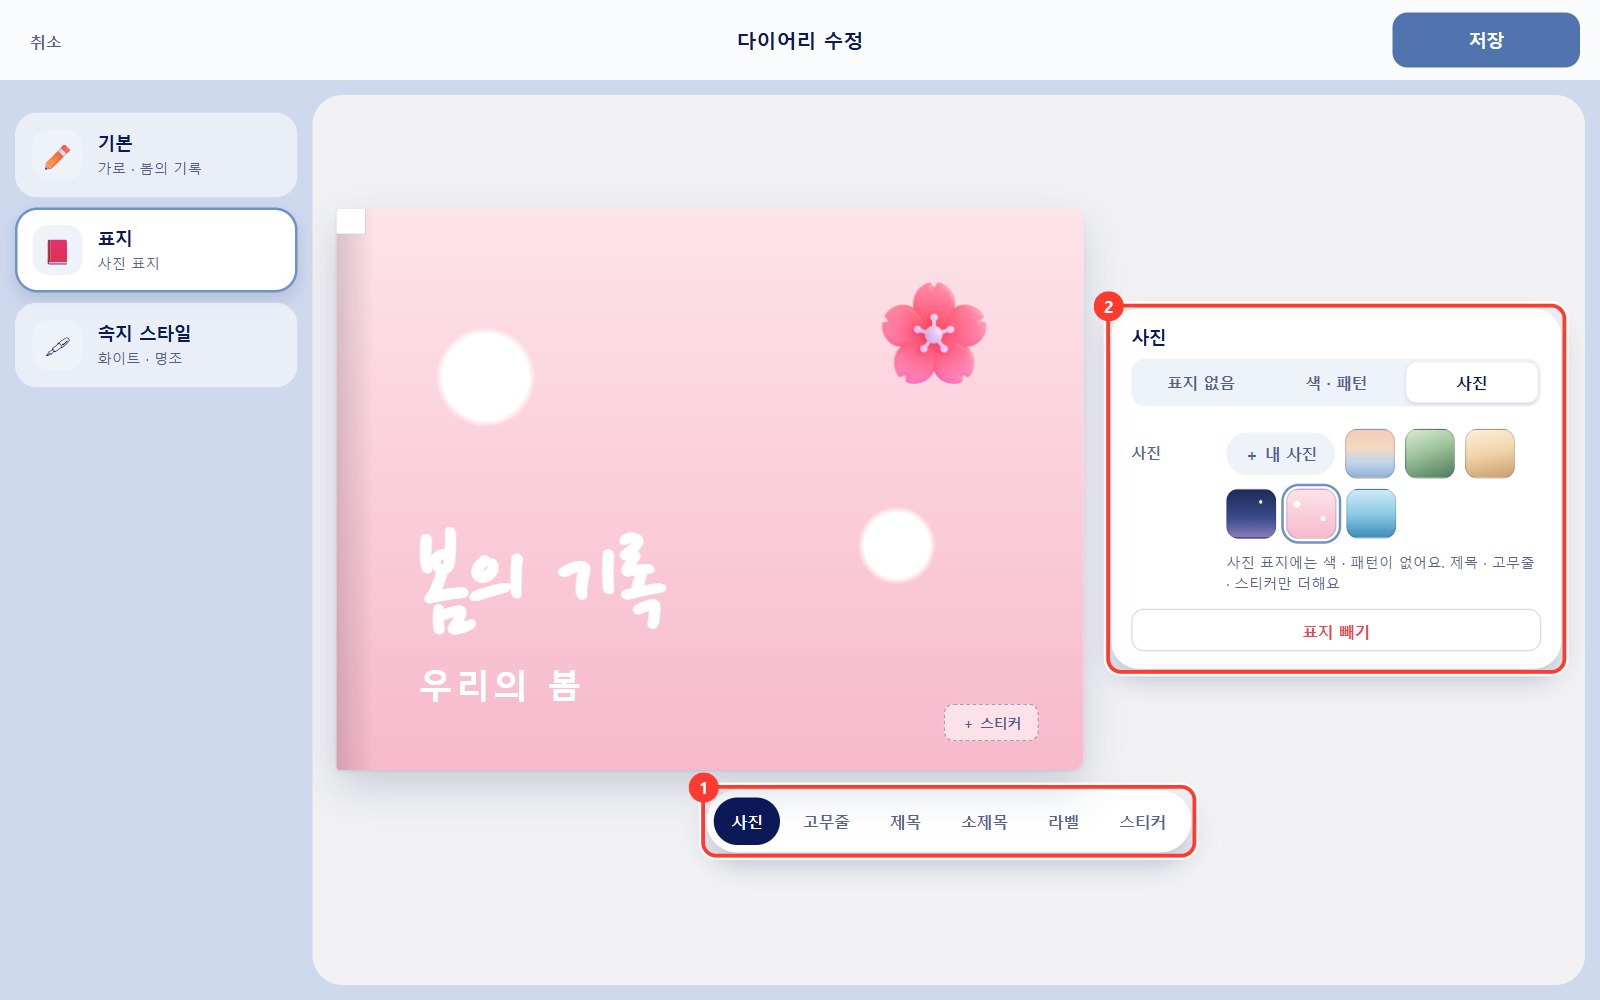 취소
다이어리 수정
저장
기본
가로 · 봄의 기록
표지
사진 표지
속지 스타일
화이트 · 명조
봄의 기록
우리의 봄
+ 스티커
1
사진 고무줄 제목 소제목 라벨 스티커
2
사진
표지 없음 색 · 패턴 사진
사진
+ 내 사진
사진 표지에는 색 · 패턴이 없어요. 제목 · 고무줄
· 스티커만 더해요
표지 빼기